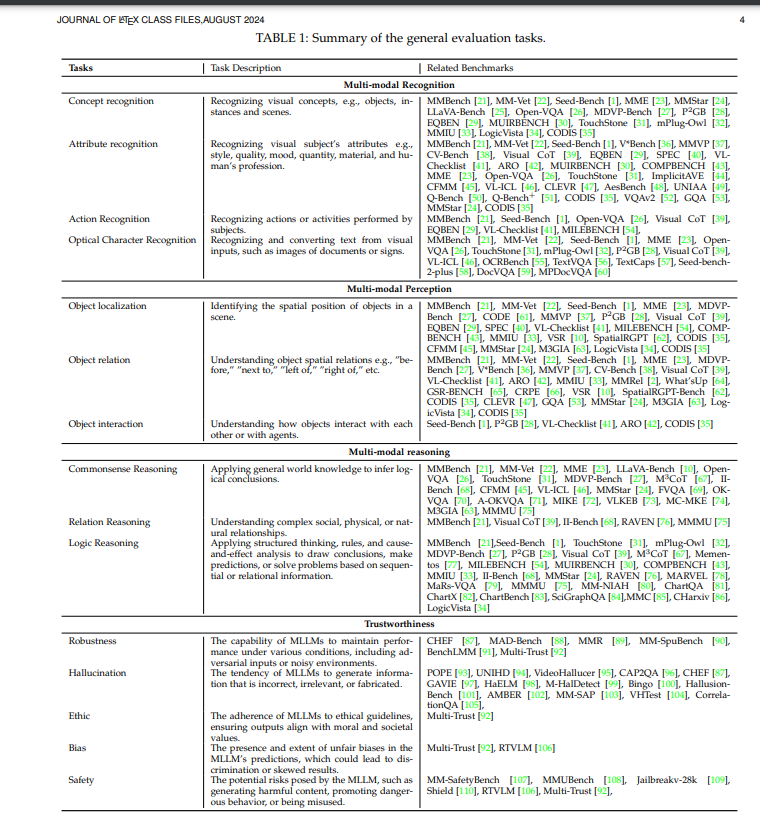 JOURNAL OF LATEX CLASS FILES,AUGUST 2024
4
TABLE 1: Summary of the general evaluation tasks.
Tasks
Task Description
Related Benchmarks
Multi-modal Recognition
Concept recognition
Recognizing visual concepts, e.g., objects, in-
stances and scenes.
MMBench [21], MM-Vet [22], Seed-Bench [1], MME [23], MMStar [24],
LLaVA-Bench [25], Open-VQA [26], MDVP-Bench [27], P²GB [28],
EQBEN [29], MUIRBENCH [30], TouchStone [31], mPlug-Owl [32],
MMIU [33], LogicVista [34], CODIS [35]
Attribute recognition
Recognizing visual subject's attributes e.g.,
style, quality, mood, quantity, material, and hu-
man's profession.
MMBench [21], MM-Vet [22], Seed-Bench [1], V*Bench [36], MMVP [37],
CV-Bench [38], Visual CoT [39], EQBEN [29], SPEC [40], VL-
Checklist [41], ARO [42], MUIRBENCH [30], COMPBENCH [43],
MME [23], Open-VQA [26], TouchStone [31], ImplicitAVE [44],
CFMM [45], VL-ICL [46], CLEVR [47], AesBench [48], UNIAA [49],
Q-Bench [50], Q-Bench⁺ [51], CODIS [35], VQAv2 [52], GQA [53],
MMStar [24], CODIS [35]
Action Recognition
Recognizing actions or activities performed by
subjects.
MMBench [21], Seed-Bench [1], Open-VQA [26], Visual CoT [39],
EQBEN [29], VL-Checklist [41], MILEBENCH [54],
Optical Character Recognition
Recognizing and converting text from visual
inputs, such as images of documents or signs.
MMBench [21], MM-Vet [22], Seed-Bench [1], MME [23], Open-
VQA [26], TouchStone [31], mPlug-Owl [32], P²GB [28], Visual CoT [39],
VL-ICL [46], OCRBench [55], TextVQA [56], TextCaps [57], Seed-bench-
2-plus [58], DocVQA [59], MPDocVQA [60]
Multi-modal Perception
Object localization
Identifying the spatial position of objects in a
scene.
MMBench [21], MM-Vet [22], Seed-Bench [1], MME [23], MDVP-
Bench [27], CODE [61], MMVP [37], P²GB [28], Visual CoT [39],
EQBEN [29], SPEC [40], VL-Checklist [41], MILEBENCH [54], COMP-
BENCH [43], MMIU [33], VSR [10], SpatialRGPT [62], CODIS [35],
CFMM [45], MMStar [24], M3GIA [63], LogicVista [34], CODIS [35]
Object relation
Understanding object spatial relations e.g., "be-
fore," "next to," "left of," "right of," etc.
MMBench [21], MM-Vet [22], Seed-Bench [1], MME [23], MDVP-
Bench [27], V*Bench [36], MMVP [37], CV-Bench [38], Visual CoT [39],
VL-Checklist [41], ARO [42], MMIU [33], MMRel [2], What'sUp [64],
GSR-BENCH [65], CRPE [66], VSR [10], SpatialRGPT-Bench [62],
CODIS [35], CLEVR [47], GQA [53], MMStar [24], M3GIA [63], Log-
icVista [34], CODIS [35]
Object interaction
Understanding how objects interact with each
other or with agents.
Seed-Bench [1], P²GB [28], VL-Checklist [41], ARO [42], CODIS [35]
Multi-modal reasoning
Commonsense Reasoning
Applying general world knowledge to infer log-
ical conclusions.
MMBench [21], MM-Vet [22], MME [23], LLaVA-Bench [10], Open-
VQA [26], TouchStone [31], MDVP-Bench [27], M³CoT [67], II-
Bench [68], CFMM [45], VL-ICL [46], MMStar [24], FVQA [69], OK-
VQA [70], A-OKVQA [71], MIKE [72], VLKEB [73], MC-MKE [74],
M3GIA [63], MMMU [75]
Relation Reasoning
Understanding complex social, physical, or nat-
ural relationships.
MMBench [21], Visual CoT [39], II-Bench [68], RAVEN [76], MMMU [75]
Logic Reasoning
Applying structured thinking, rules, and cause-
and-effect analysis to draw conclusions, make
predictions, or solve problems based on sequen-
tial or relational information.
MMBench [21],Seed-Bench [1], TouchStone [31], mPlug-Owl [32],
MDVP-Bench [27], P²GB [28], Visual CoT [39], M³CoT [67], Memen-
tos [77], MILEBENCH [54], MUIRBENCH [30], COMPBENCH [43],
MMIU [33], II-Bench [68], MMStar [24], RAVEN [76], MARVEL [78],
MaRs-VQA [79], MMMU [75], MM-NIAH [80], ChartQA [81],
ChartX [82], ChartBench [83], SciGraphQA [84],MMC [85], CHarxiv [86],
LogicVista [34]
Trustworthiness
Robustness
The capability of MLLMs to maintain perfor-
mance under various conditions, including ad-
versarial inputs or noisy environments.
CHEF [87], MAD-Bench [88], MMR [89], MM-SpuBench [90],
BenchLMM [91], Multi-Trust [92]
Hallucination
The tendency of MLLMs to generate informa-
tion that is incorrect, irrelevant, or fabricated.
POPE [93], UNIHD [94], VideoHallucer [95], CAP2QA [96], CHEF [87],
GAVIE [97], HaELM [98], M-HalDetect [99], Bingo [100], Hallusion-
Bench [101], AMBER [102], MM-SAP [103], VHTest [104], Correla-
tionQA [105],
Ethic
The adherence of MLLMs to ethical guidelines,
ensuring outputs align with moral and societal
values.
Multi-Trust [92]
Bias
The presence and extent of unfair biases in the
MLLM's predictions, which could lead to dis-
crimination or skewed results.
Multi-Trust [92], RTVLM [106]
Safety
The potential risks posed by the MLLM, such as
generating harmful content, promoting danger-
ous behavior, or being misused.
MM-SafetyBench [107], MMUBench [108], Jailbreakv-28k [109],
Shield [110], RTVLM [106], Multi-Trust [92],